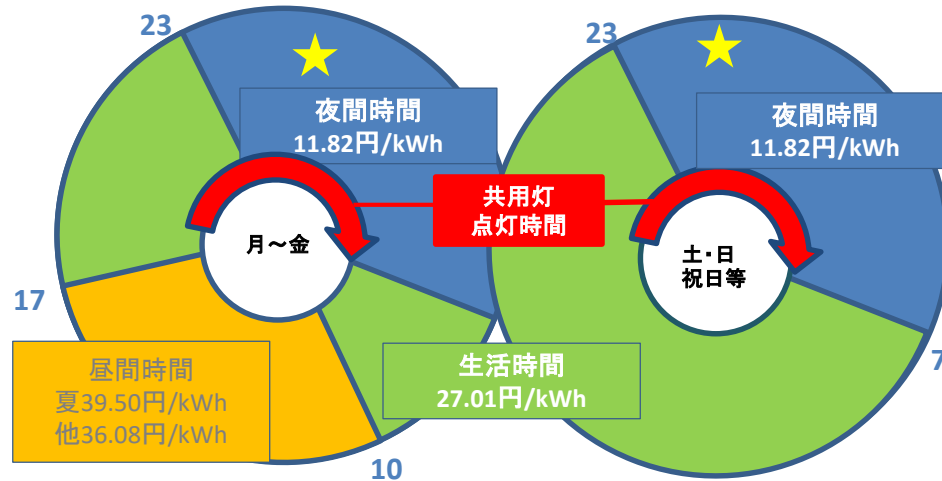 23
夜間時間
11.82円/kWh
月～金
17
昼間時間
夏39.50円/kWh
他36.08円/kWh
10
共用灯
点灯時間
生活時間
27.01円/kWh
23
夜間時間
11.82円/kWh
土・日
祝日等
7